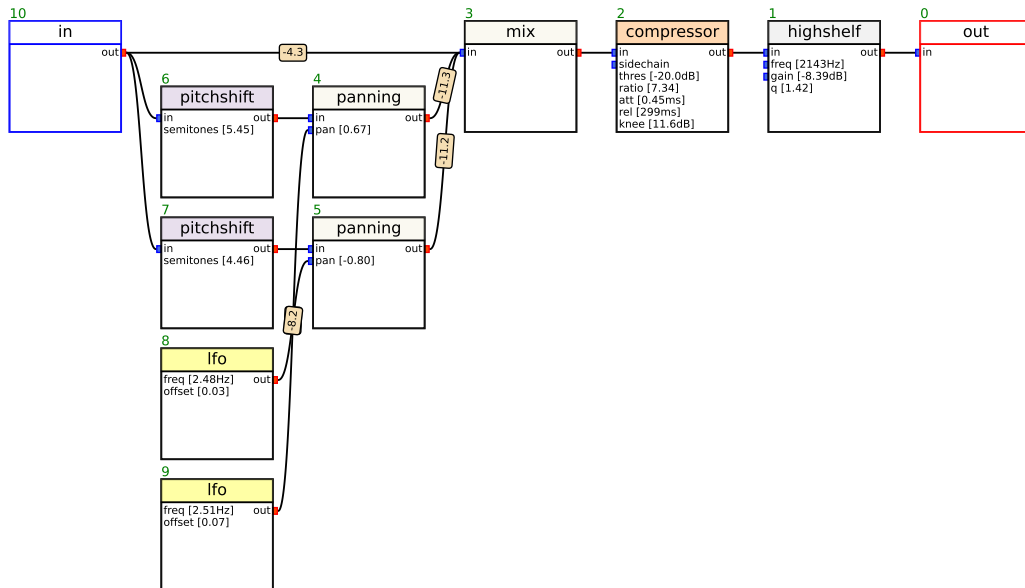 10
in
out
-4.3
6
pitchshift
in
out
semitones [5.45]
4
panning
in
out
pan [0.67]
-11.3
-11.2
7
pitchshift
in
out
semitones [4.46]
5
panning
in
out
pan [-0.80]
-8.2
8
lfo
freq [2.48Hz]
out
offset [0.03]
9
lfo
freq [2.51Hz]
out
offset [0.07]
3
mix
in
out
2
compressor
in
out
sidechain
thres [-20.0dB]
ratio [7.34]
att [0.45ms]
rel [299ms]
knee [11.6dB]
1
highshelf
in
out
freq [2143Hz]
gain [-8.39dB]
q [1.42]
0
out
in